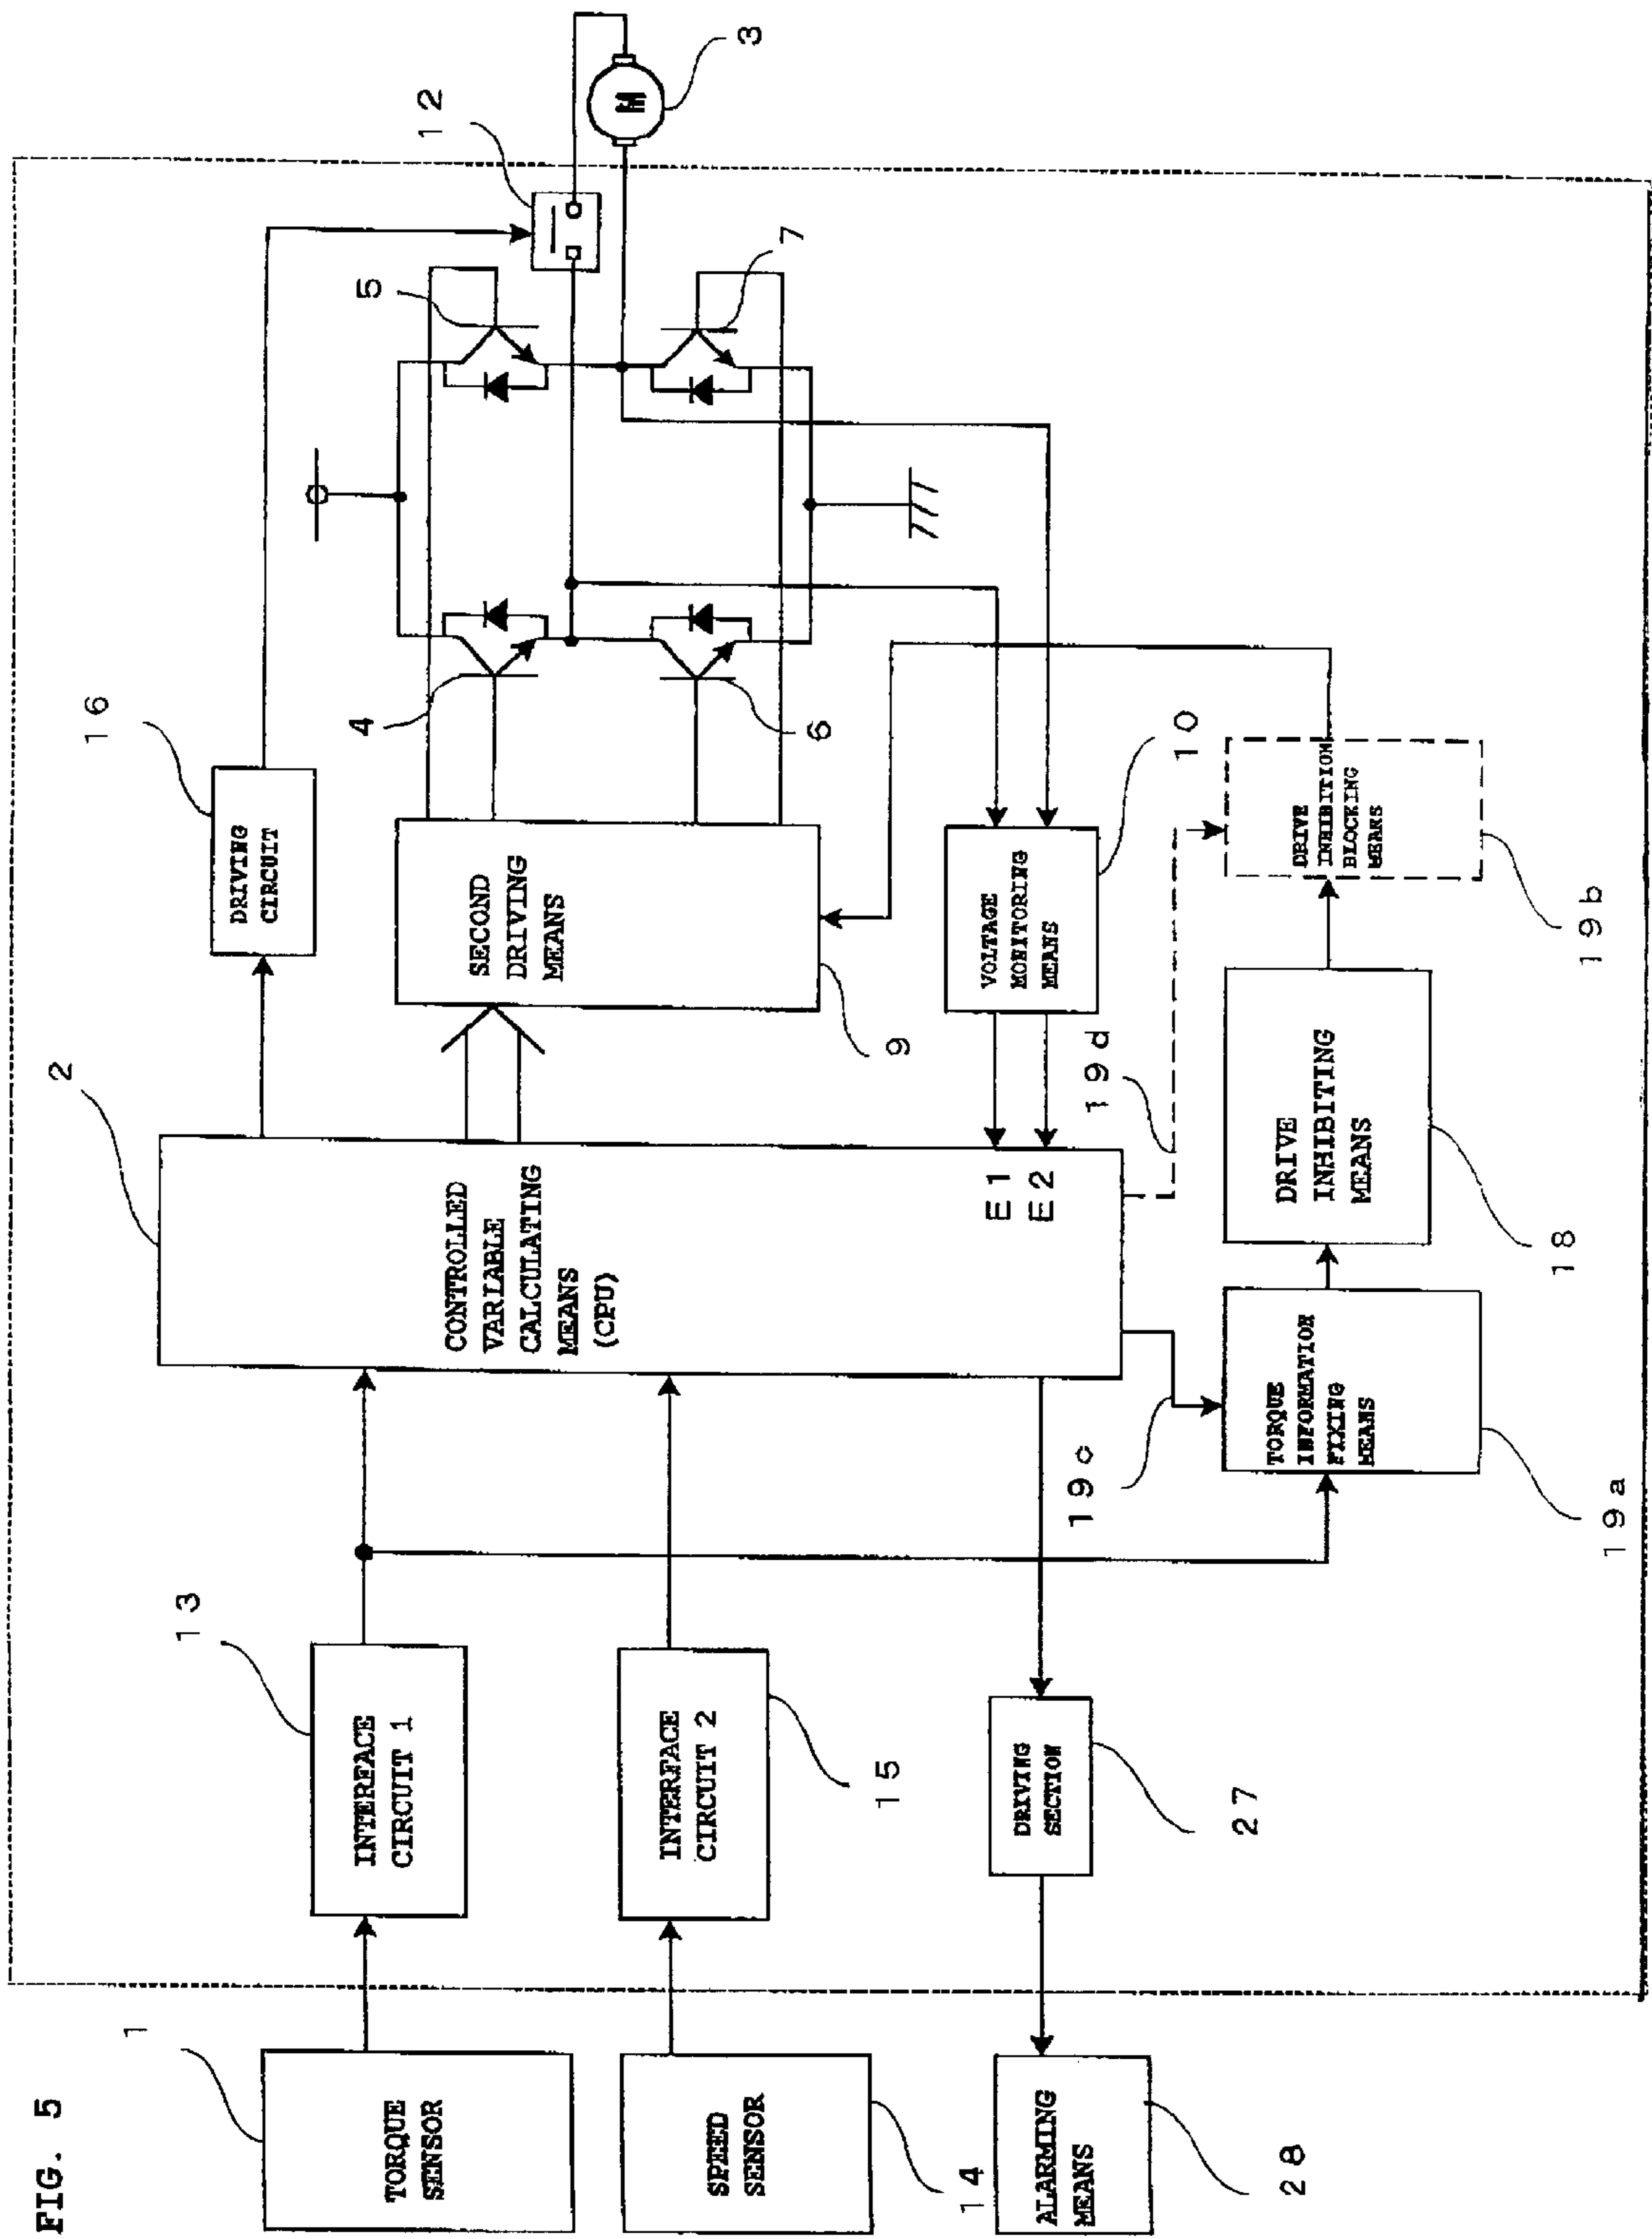 FIG. 5
1
TORQUE
SENSOR
SPEED
SENSOR
14
ALARMING
MEANS
28
13
INTERFACE
CIRCUIT 1
INTERFACE
CIRCUIT 2
15
DRIVING
SECTION
27
2
CONTROLLED
VARIABLE
CALCULATING
MEANS
(CPU)
E1
E2
19c
TORQUE
INFORMATION
FIXING
MEANS
19a
16
DRIVING
CIRCUIT
SECOND
DRIVING
MEANS
9
VOLTAGE
MONITORING
MEANS
10
19d
DRIVE
INHIBITING
MEANS
18
DRIVE
INHIBITION
BLOCKING
MEANS
19b
4
5
6
7
12
M
3